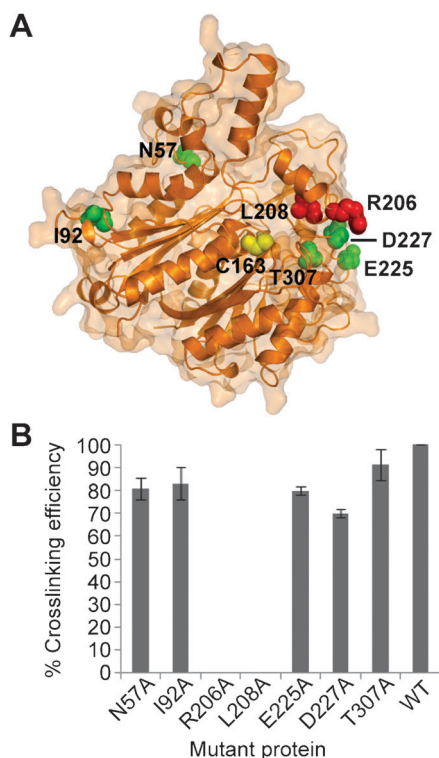 A
N57
L208
R206
I92
D227
C163
T307
E225
B
% Crosslinking efficiency
100
90
80
70
60
50
40
30
20
10
0
N57A
I92A
R206A
L208A
E225A
D227A
T307A
WT
Mutant protein